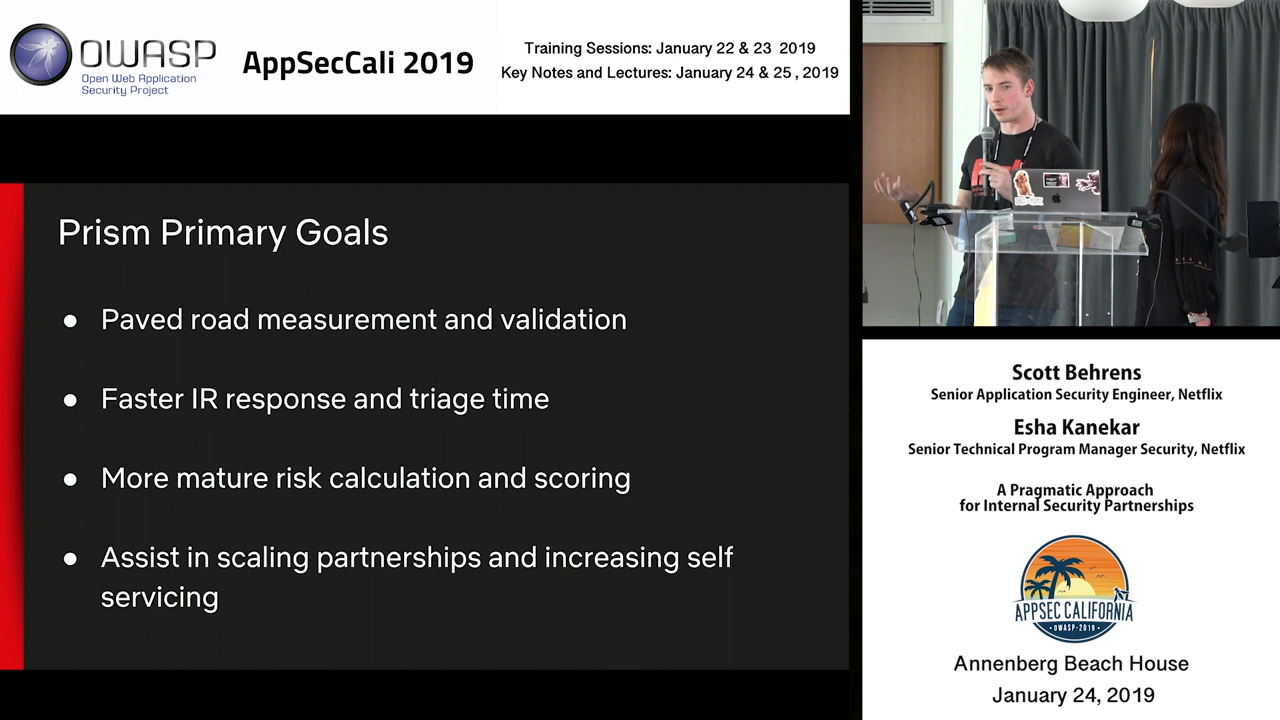 OWASP
Open Web Application
Security Project
AppSecCali 2019
Training Sessions: January 22 & 23 2019
Key Notes and Lectures: January 24 & 25 , 2019
Prism Primary Goals
● Paved road measurement and validation
● Faster IR response and triage time
● More mature risk calculation and scoring
● Assist in scaling partnerships and increasing self
servicing
Scott Behrens
Senior Application Security Engineer, Netflix
Esha Kanekar
Senior Technical Program Manager Security, Netflix
A Pragmatic Approach
for Internal Security Partnerships
APPSEC CALIFORNIA
• OWASP-2019 •
Annenberg Beach House
January 24, 2019